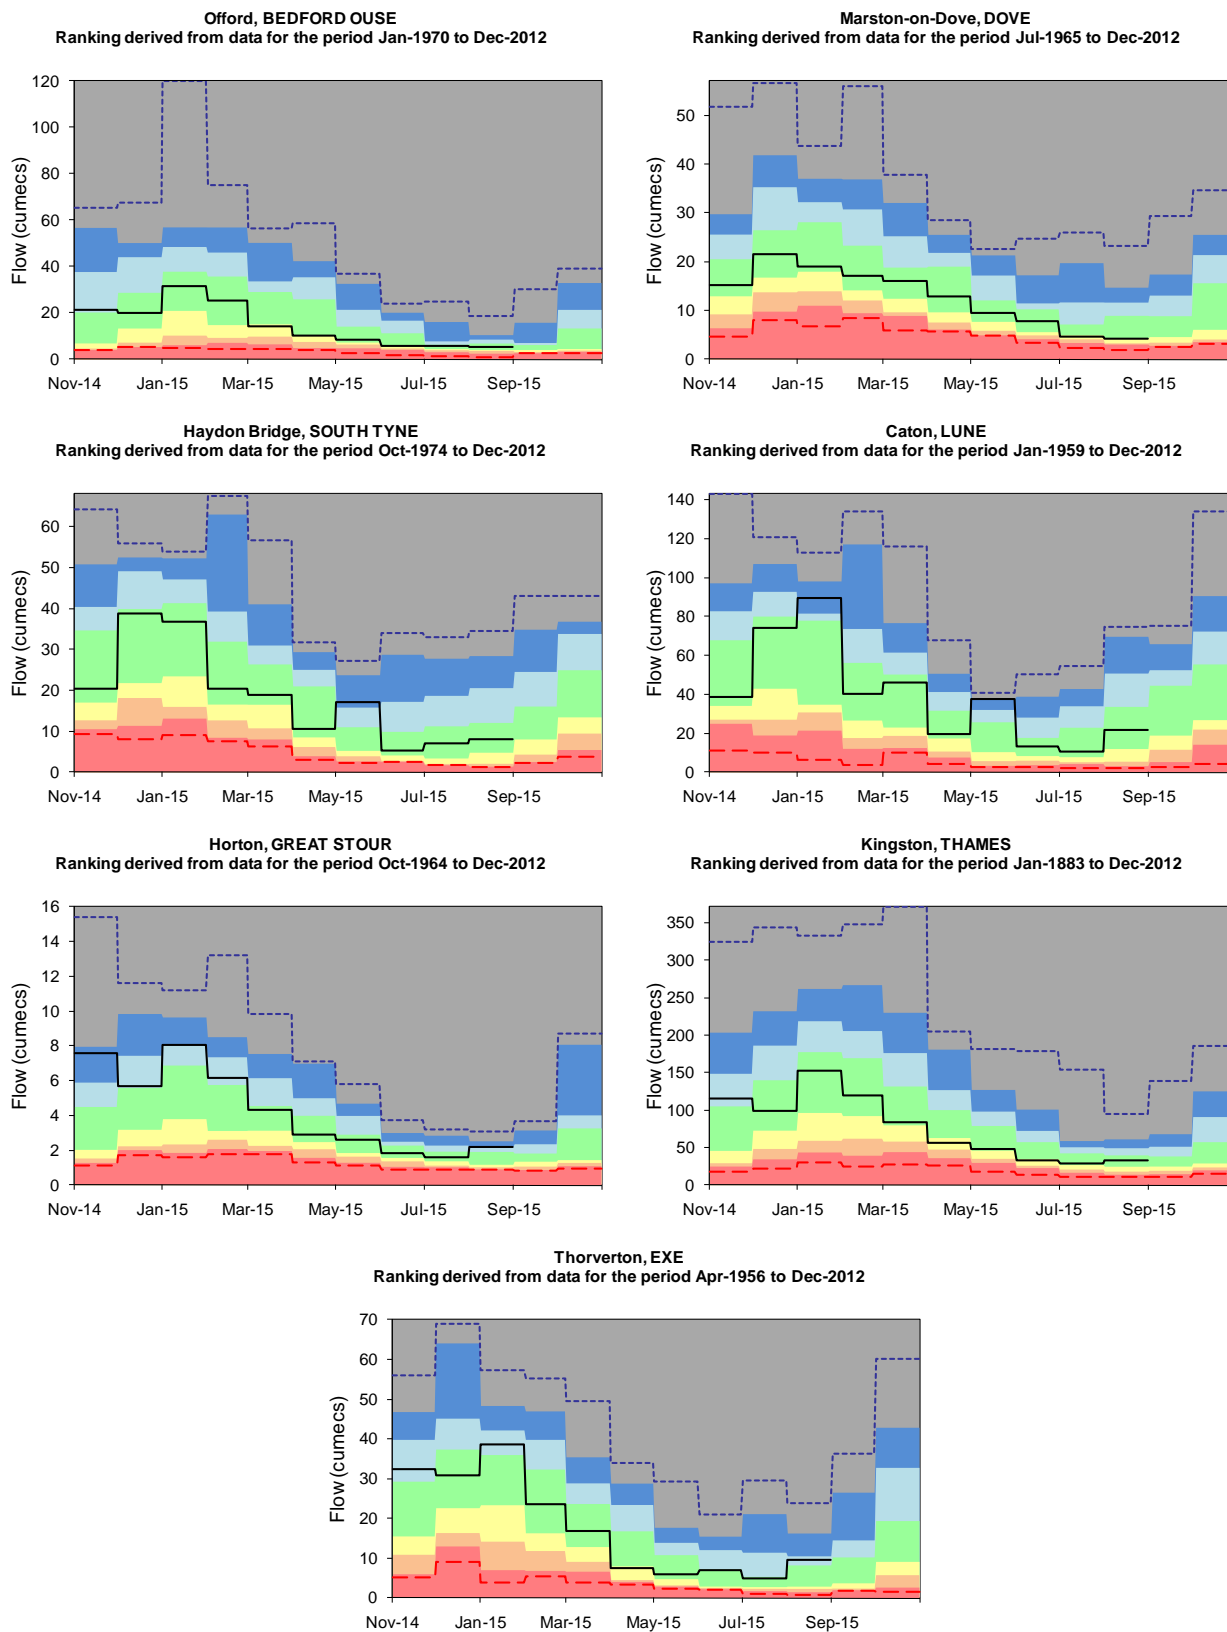 Offord, BEDFORD OUSE
Ranking derived from data for the period Jan-1970 to Dec-2012
Flow (cumecs)
120
100
80
60
40
20
0
Nov-14 Jan-15 Mar-15 May-15 Jul-15 Sep-15
Marston-on-Dove, DOVE
Ranking derived from data for the period Jul-1965 to Dec-2012
Flow (cumecs)
50
40
30
20
10
0
Nov-14 Jan-15 Mar-15 May-15 Jul-15 Sep-15
Haydon Bridge, SOUTH TYNE
Ranking derived from data for the period Oct-1974 to Dec-2012
Flow (cumecs)
60
50
40
30
20
10
0
Nov-14 Jan-15 Mar-15 May-15 Jul-15 Sep-15
Caton, LUNE
Ranking derived from data for the period Jan-1959 to Dec-2012
Flow (cumecs)
140
120
100
80
60
40
20
0
Nov-14 Jan-15 Mar-15 May-15 Jul-15 Sep-15
Horton, GREAT STOUR
Ranking derived from data for the period Oct-1964 to Dec-2012
Flow (cumecs)
16
14
12
10
8
6
4
2
0
Nov-14 Jan-15 Mar-15 May-15 Jul-15 Sep-15
Kingston, THAMES
Ranking derived from data for the period Jan-1883 to Dec-2012
Flow (cumecs)
350
300
250
200
150
100
50
0
Nov-14 Jan-15 Mar-15 May-15 Jul-15 Sep-15
Thorverton, EXE
Ranking derived from data for the period Apr-1956 to Dec-2012
Flow (cumecs)
70
60
50
40
30
20
10
0
Nov-14 Jan-15 Mar-15 May-15 Jul-15 Sep-15